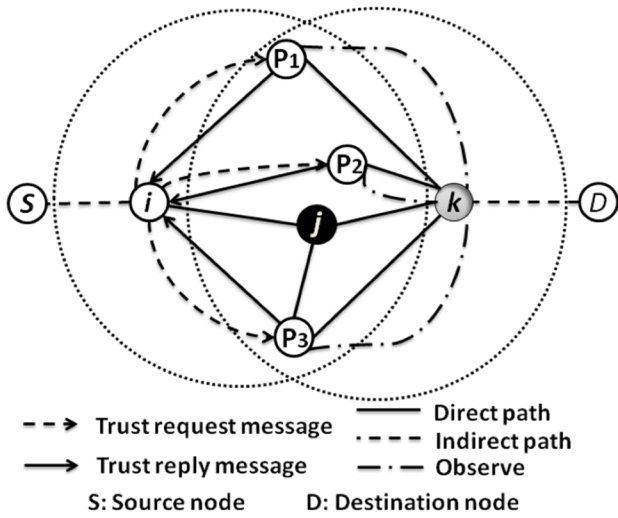 P1
P2
S
i
j
k
D
P3
Trust request message
Direct path
Indirect path
Trust reply message
Observe
S: Source node
D: Destination node